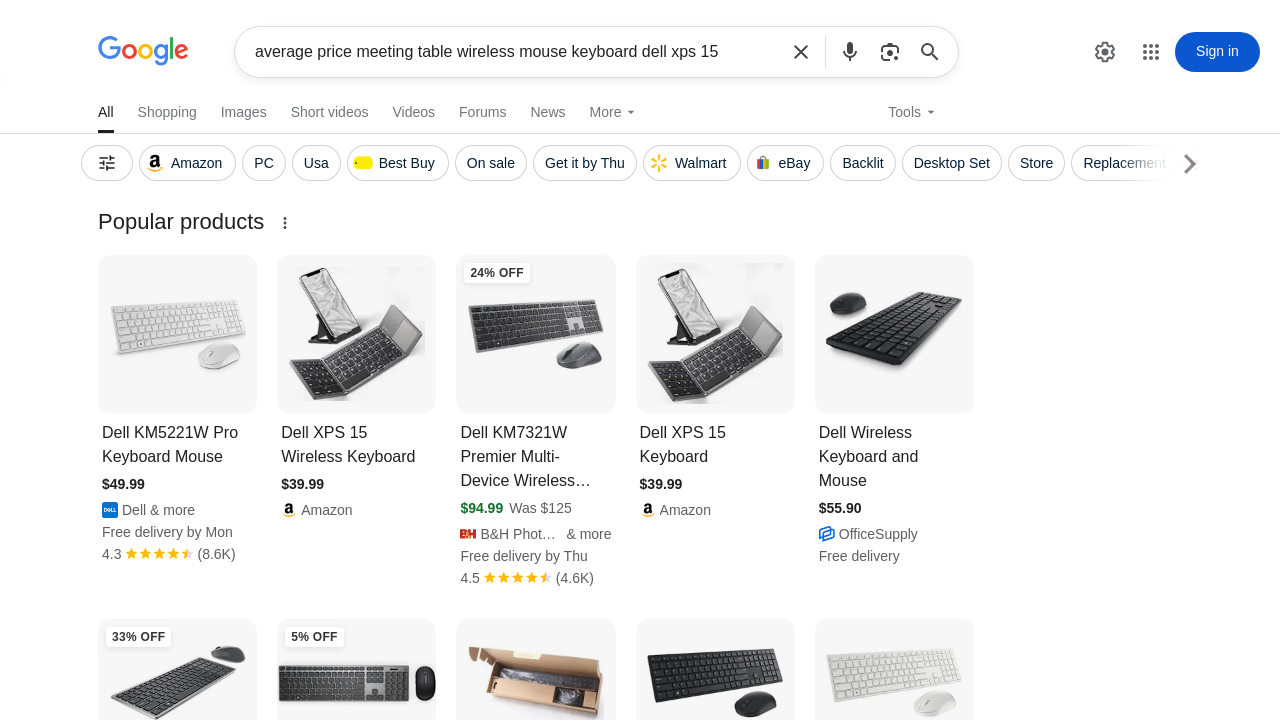 Google
average price meeting table wireless mouse keyboard dell xps 15
Sign in
All
Shopping
Images
Short videos
Videos
Forums
News
More
Tools
Amazon
PC
Usa
Best Buy
On sale
Get it by Thu
Walmart
eBay
Backlit
Desktop Set
Store
Replacement
Popular products
24% OFF
Dell KM5221W Pro
Keyboard Mouse
$49.99
DELL
Dell & more
Free delivery by Mon
4.3 (8.6K)
Dell XPS 15
Wireless Keyboard
$39.99
Amazon
Dell KM7321W
Premier Multi-
Device Wireless…
$94.99 Was $125
B&H Phot… & more
Free delivery by Thu
4.5 (4.6K)
Dell XPS 15
Keyboard
$39.99
Amazon
Dell Wireless
Keyboard and
Mouse
$55.90
OfficeSupply
Free delivery
33% OFF
5% OFF